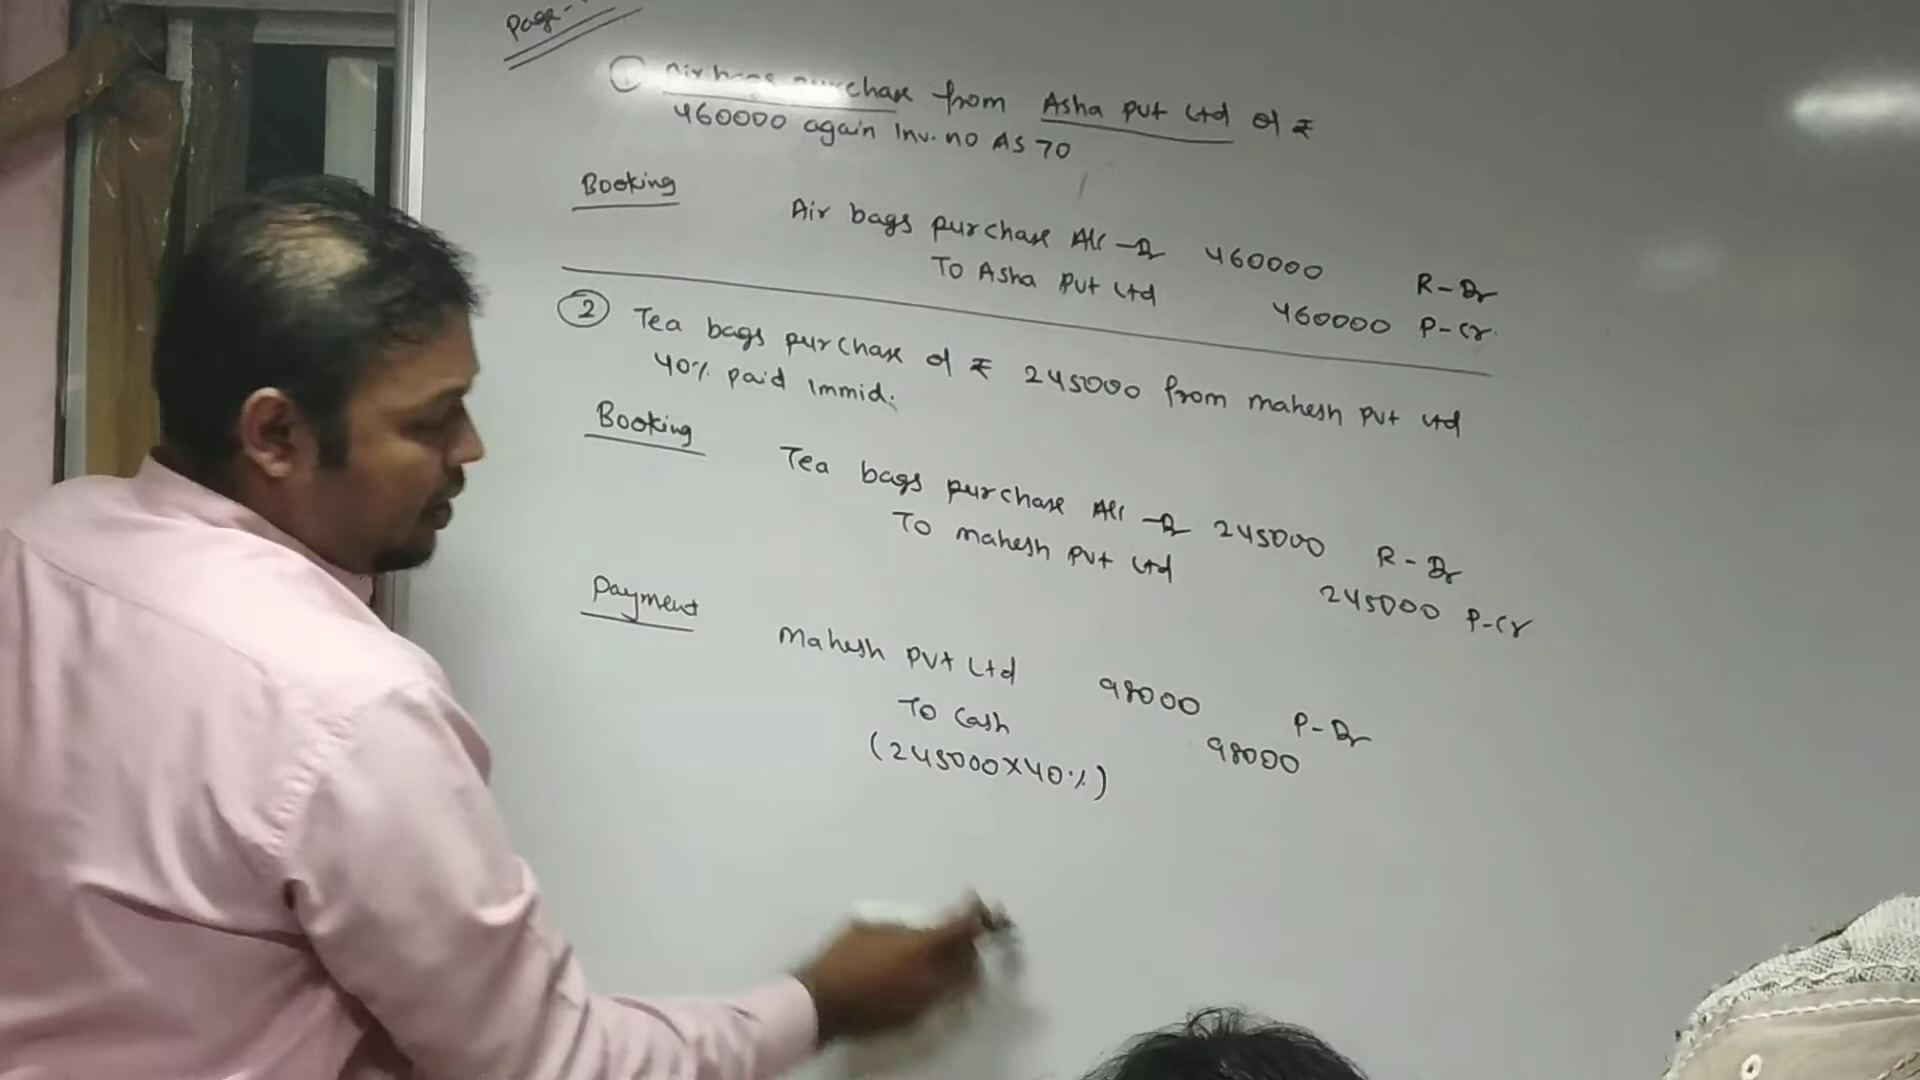 Page-
① Air bags purchase from Asha Pvt Ltd of ₹
460000 again Inv. no AS 70
Booking
Air bags purchase A/c - Dr 460000 R - Dr
To Asha Pvt Ltd 460000 P - Cr.
② Tea bags purchase of ₹ 245000 from Mahesh Pvt Ltd
40% paid Immid.
Booking
Tea bags purchase A/c - Dr 245000 R - Dr
To Mahesh Pvt Ltd 245000 P - Cr
Payment
Mahesh Pvt Ltd 98000 P - Dr
To Cash 98000
(245000 x 40%)